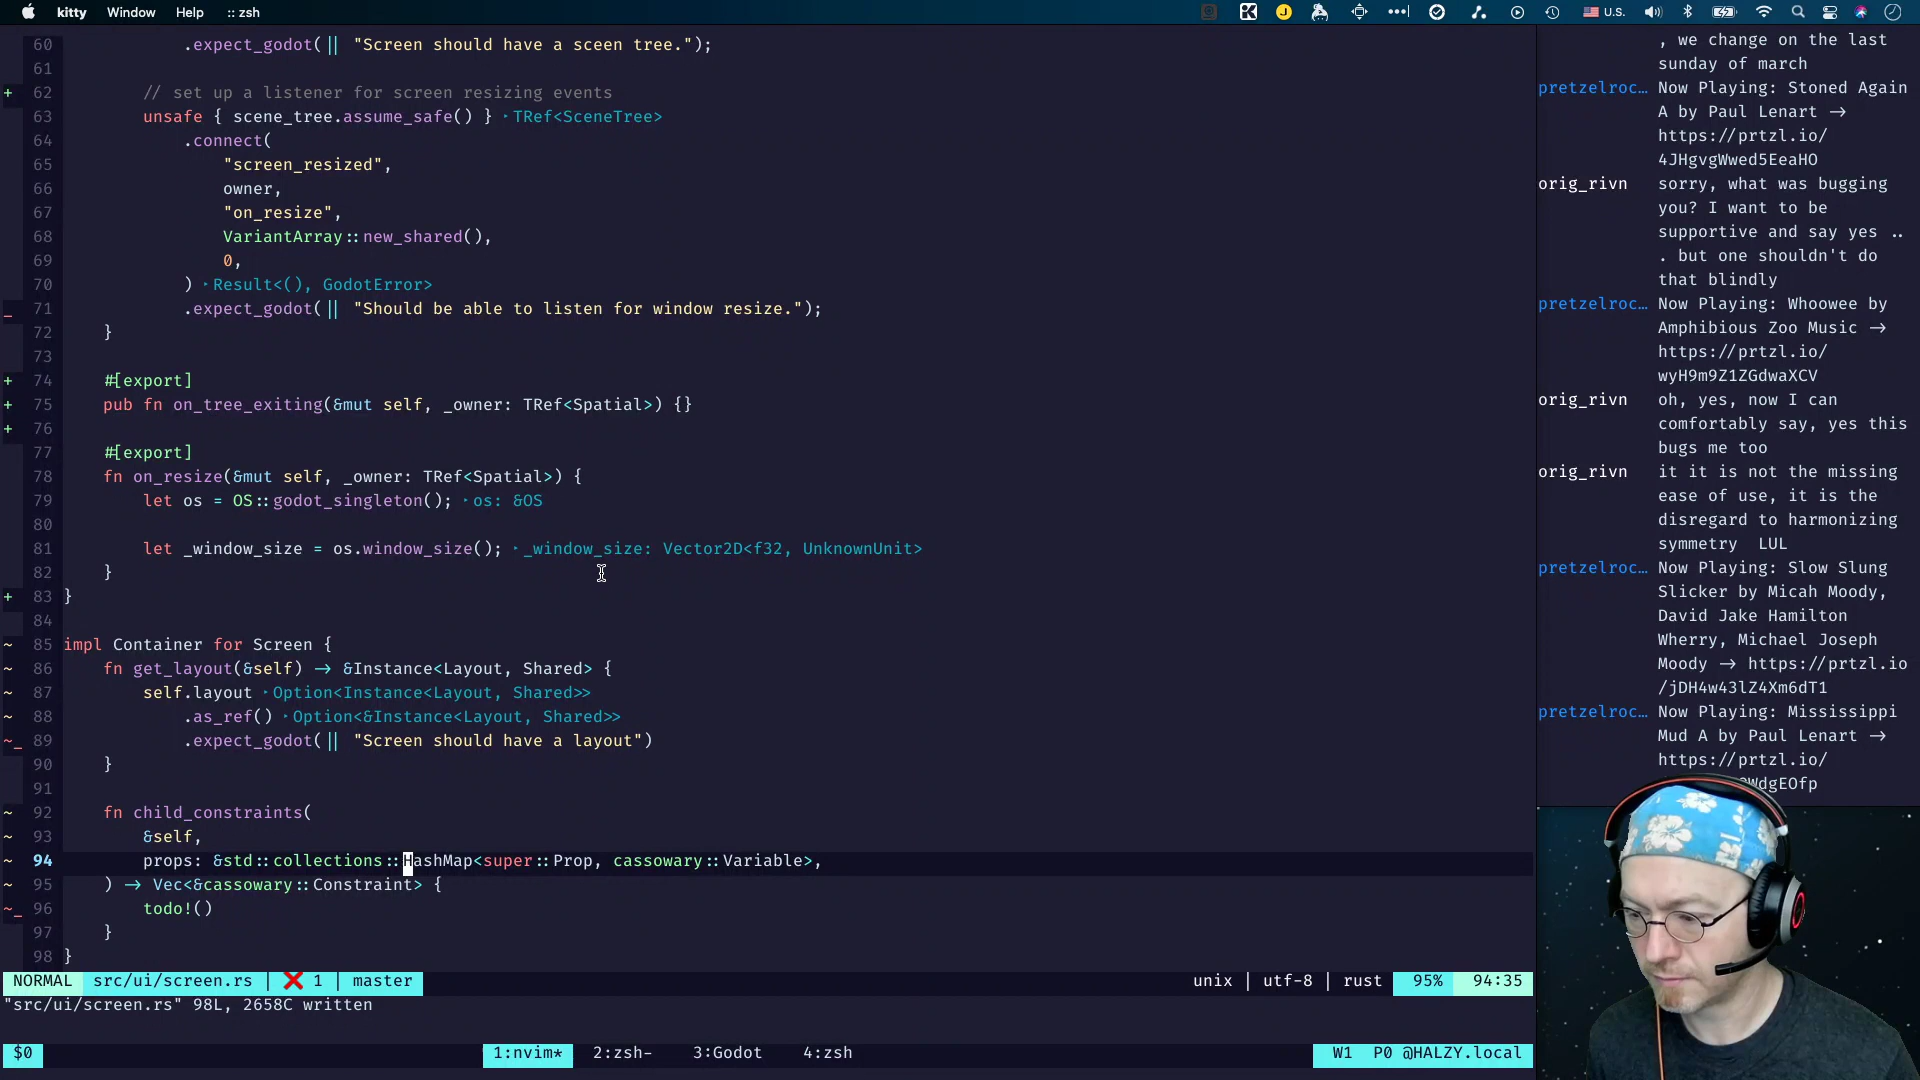 kitty Window Help :: zsh U.S.
60 .expect_godot(|| "Screen should have a sceen tree.");
61
+ 62 // set up a listener for screen resizing events
63 unsafe { scene_tree.assume_safe() } ‣TRef<SceneTree>
64 .connect(
65 "screen_resized",
66 owner,
67 "on_resize",
68 VariantArray::new_shared(),
69 0,
70 ) ‣Result<(), GodotError>
_ 71 .expect_godot(|| "Should be able to listen for window resize.");
72 }
73
+ 74 #[export]
+ 75 pub fn on_tree_exiting(&mut self, _owner: TRef<Spatial>) {}
+ 76
77 #[export]
78 fn on_resize(&mut self, _owner: TRef<Spatial>) {
79 let os = OS::godot_singleton(); ‣os: &OS
80
81 let _window_size = os.window_size(); ‣_window_size: Vector2D<f32, UnknownUnit>
82 }
+ 83 }
84
~ 85 impl Container for Screen {
~ 86 fn get_layout(&self) → &Instance<Layout, Shared> {
~ 87 self.layout ‣Option<Instance<Layout, Shared>>
~ 88 .as_ref() ‣Option<&Instance<Layout, Shared>>
~_ 89 .expect_godot(|| "Screen should have a layout")
~ 90 }
~ 91
~ 92 fn child_constraints(
~ 93 &self,
~ 94 props: &std::collections::HashMap<super::Prop, cassowary::Variable>,
~ 95 ) → Vec<&cassowary::Constraint> {
~_ 96 todo!()
97 }
98 }
NORMAL src/ui/screen.rs | ❌ 1 | master unix | utf-8 | rust 95% 94:35
"src/ui/screen.rs" 98L, 2658C written
$0 1:nvim* 2:zsh- 3:Godot 4:zsh W1 P0 @HALZY.local
, we change on the last
sunday of march
pretzelroc… Now Playing: Stoned Again
A by Paul Lenart →
https://prtzl.io/
4JHgvgWwed5EeaHO
orig_rivn sorry, what was bugging
you? I want to be
supportive and say yes ..
. but one shouldn't do
that blindly
pretzelroc… Now Playing: Whoowee by
Amphibious Zoo Music →
https://prtzl.io/
wyH9m9Z1ZGdwaXCV
orig_rivn oh, yes, now I can
comfortably say, yes this
bugs me too
orig_rivn it it is not the missing
ease of use, it is the
disregard to harmonizing
symmetry LUL
pretzelroc… Now Playing: Slow Slung
Slicker by Micah Moody,
David Jake Hamilton
Wherry, Michael Joseph
Moody → https://prtzl.io
/jDH4w43lZ4Xm6dT1
pretzelroc… Now Playing: Mississippi
Mud A by Paul Lenart →
https://prtzl.io/